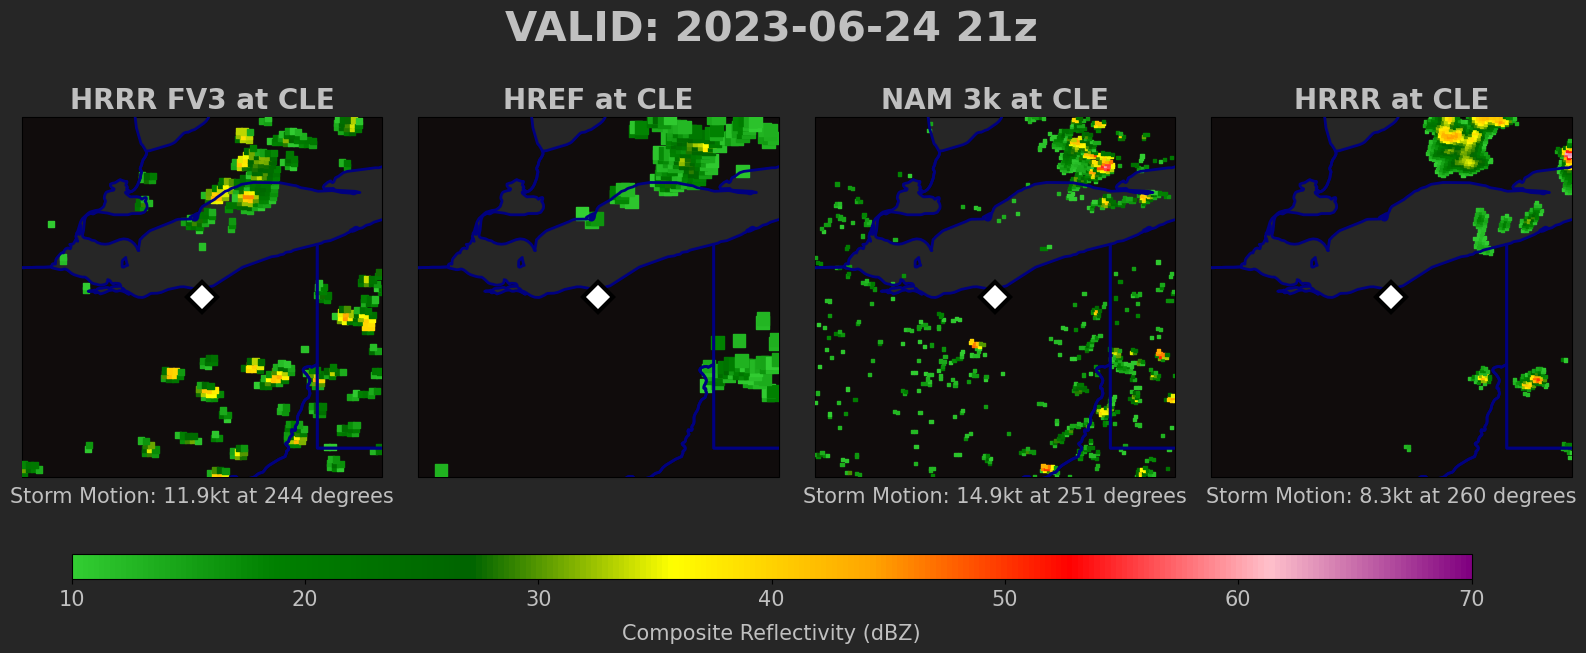 VALID: 2023-06-24 21z
HRRR FV3 at CLE
HREF at CLE
NAM 3k at CLE
HRRR at CLE
Storm Motion: 11.9kt at 244 degrees
Storm Motion: 14.9kt at 251 degrees
Storm Motion: 8.3kt at 260 degrees
10 20 30 40 50 60 70
Composite Reflectivity (dBZ)